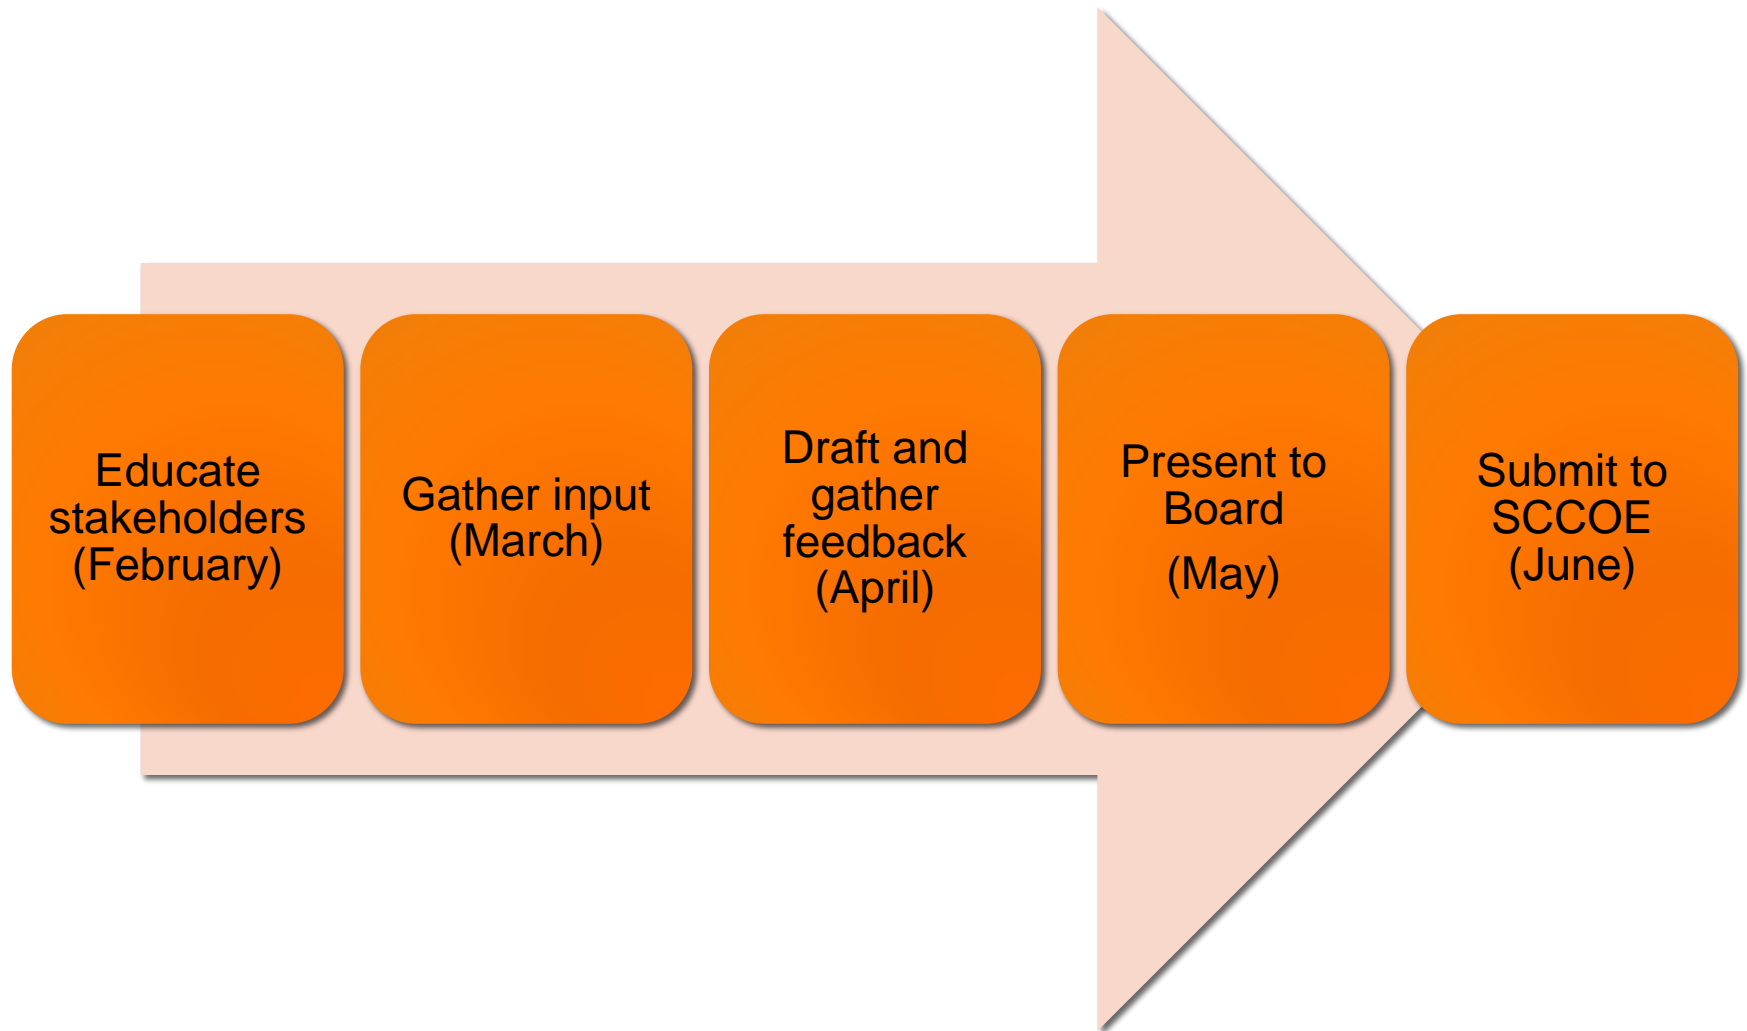 Educate
stakeholders
(February)
Gather input
(March)
Draft and
gather
feedback
(April)
Present to
Board
(May)
Submit to
SCCOE
(June)